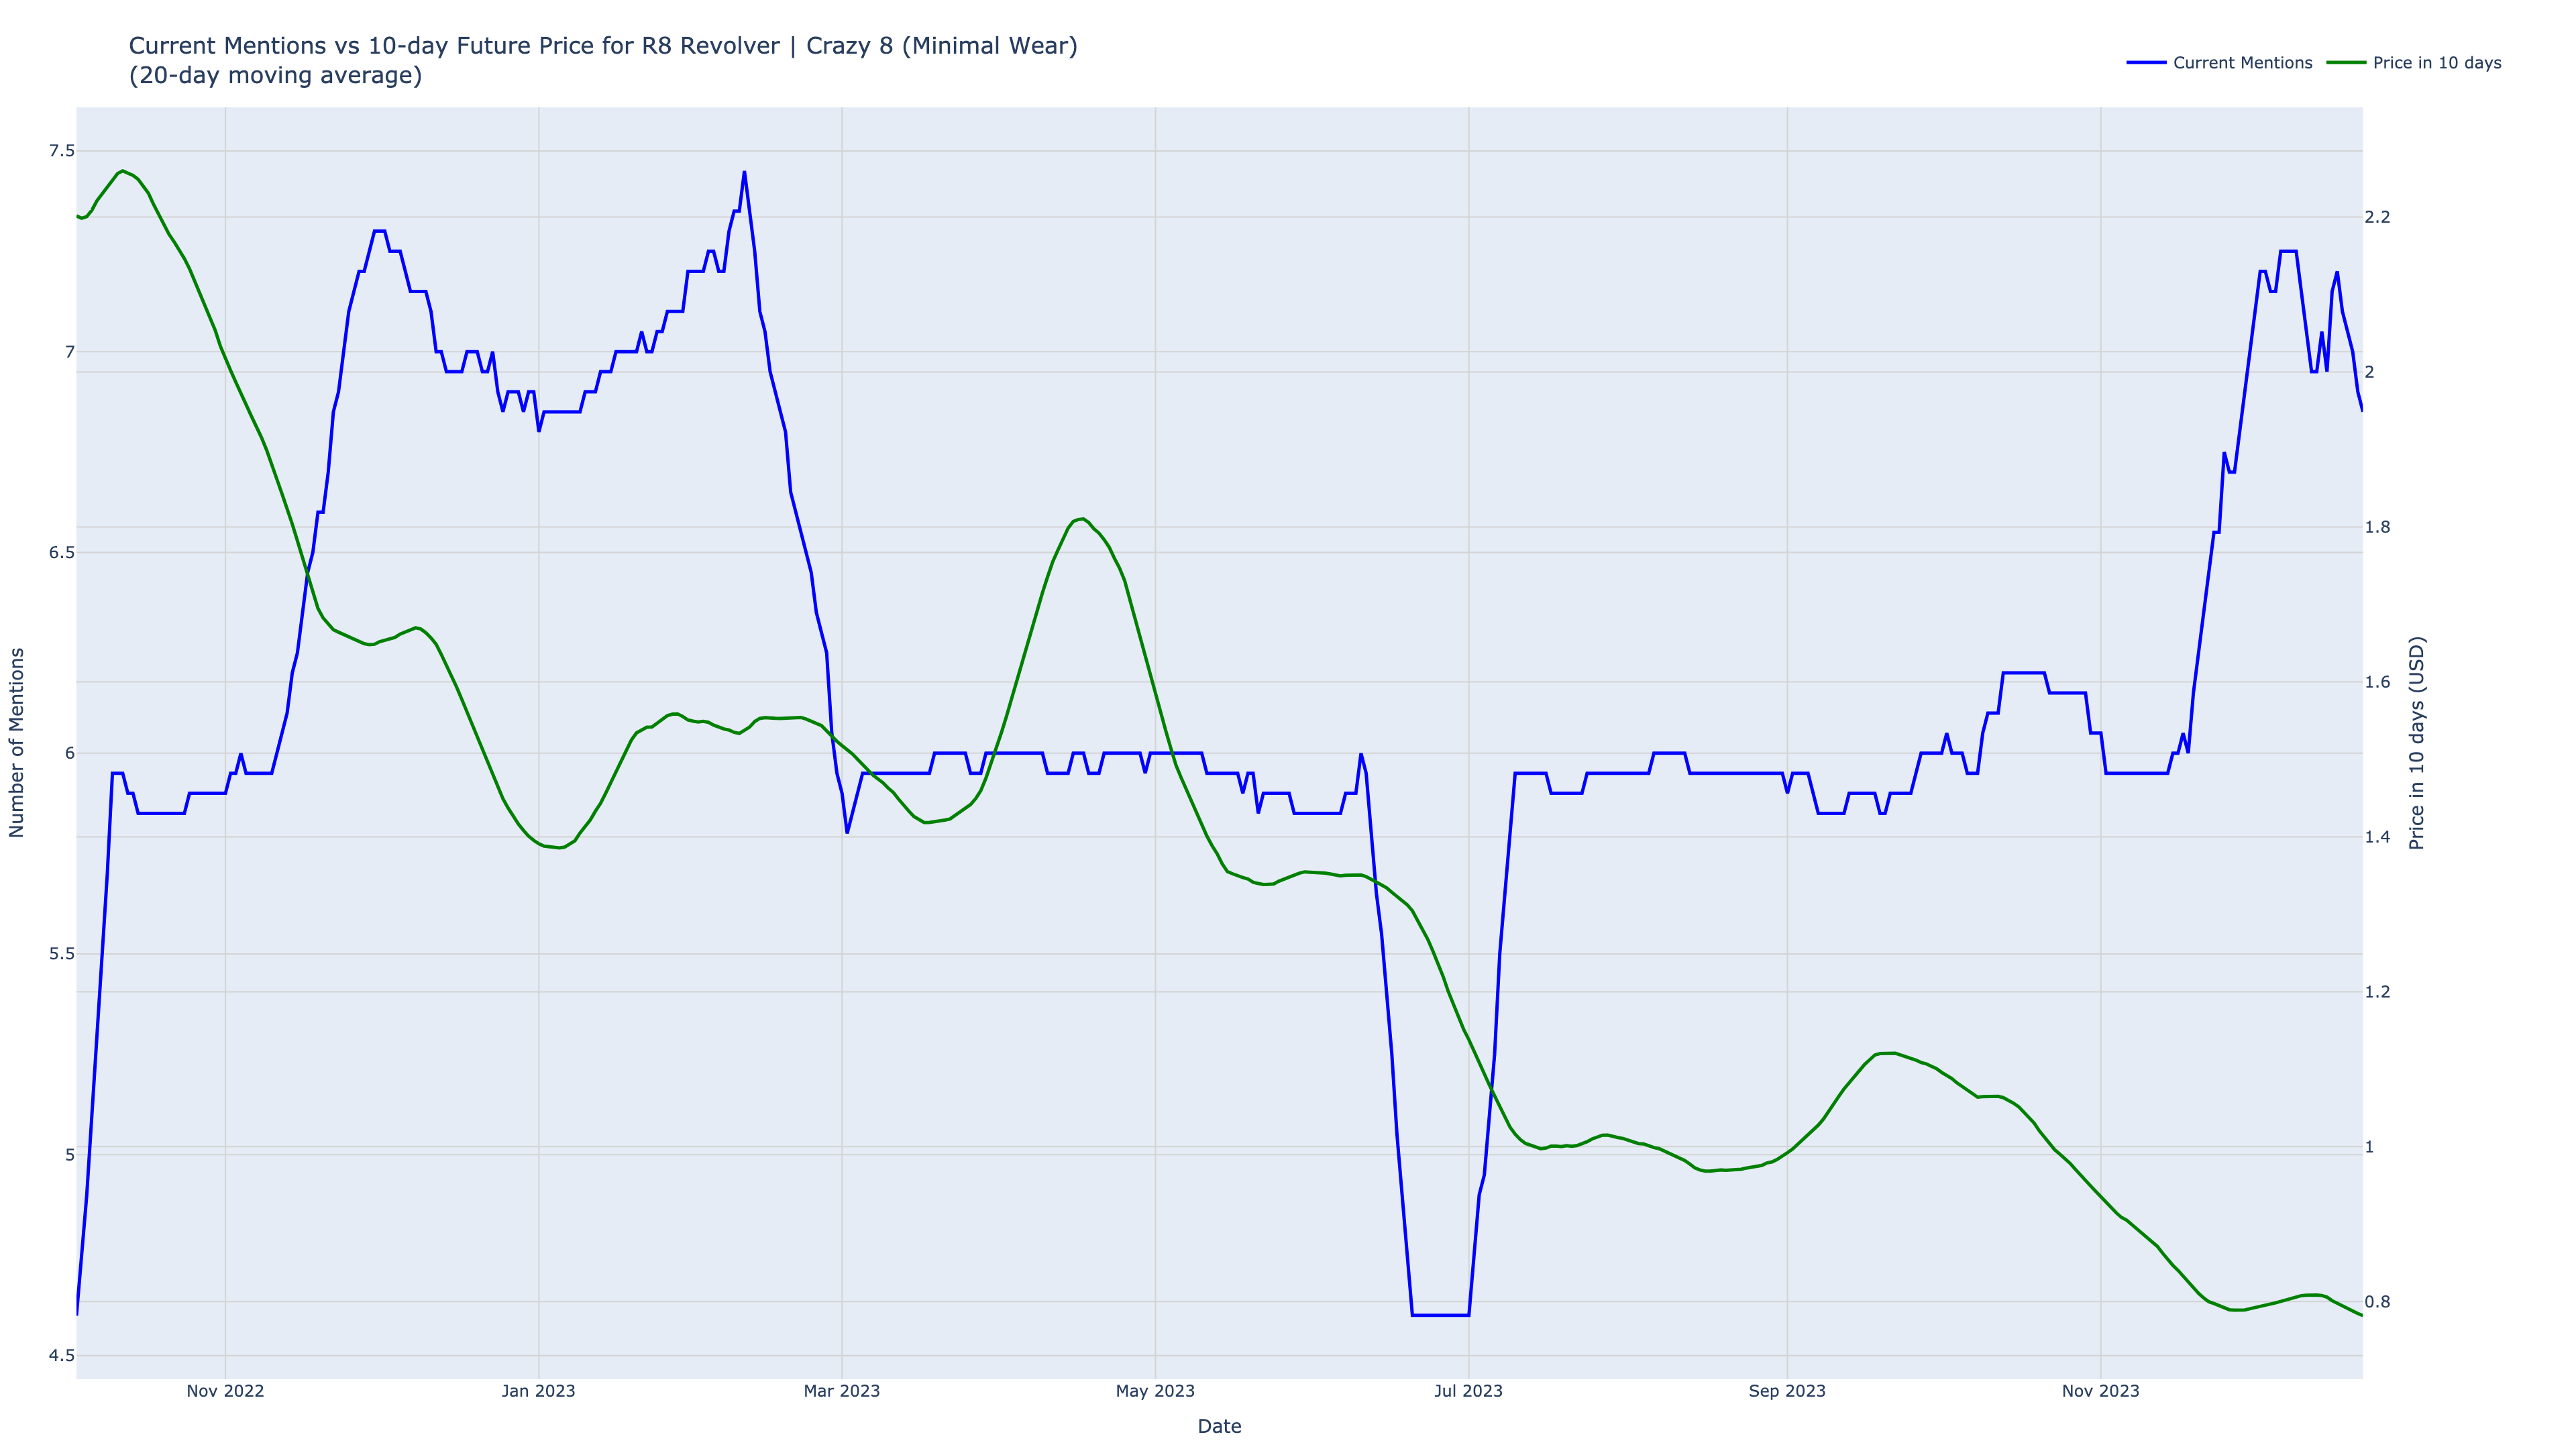 Current Mentions vs 10-day Future Price for R8 Revolver | Crazy 8 (Minimal Wear)
(20-day moving average)
Current Mentions
Price in 10 days
7.5
7
6.5
6
5.5
5
4.5
Number of Mentions
2.2
2
1.8
1.6
1.4
1.2
1
0.8
Price in 10 days (USD)
Nov 2022
Jan 2023
Mar 2023
May 2023
Jul 2023
Sep 2023
Nov 2023
Date